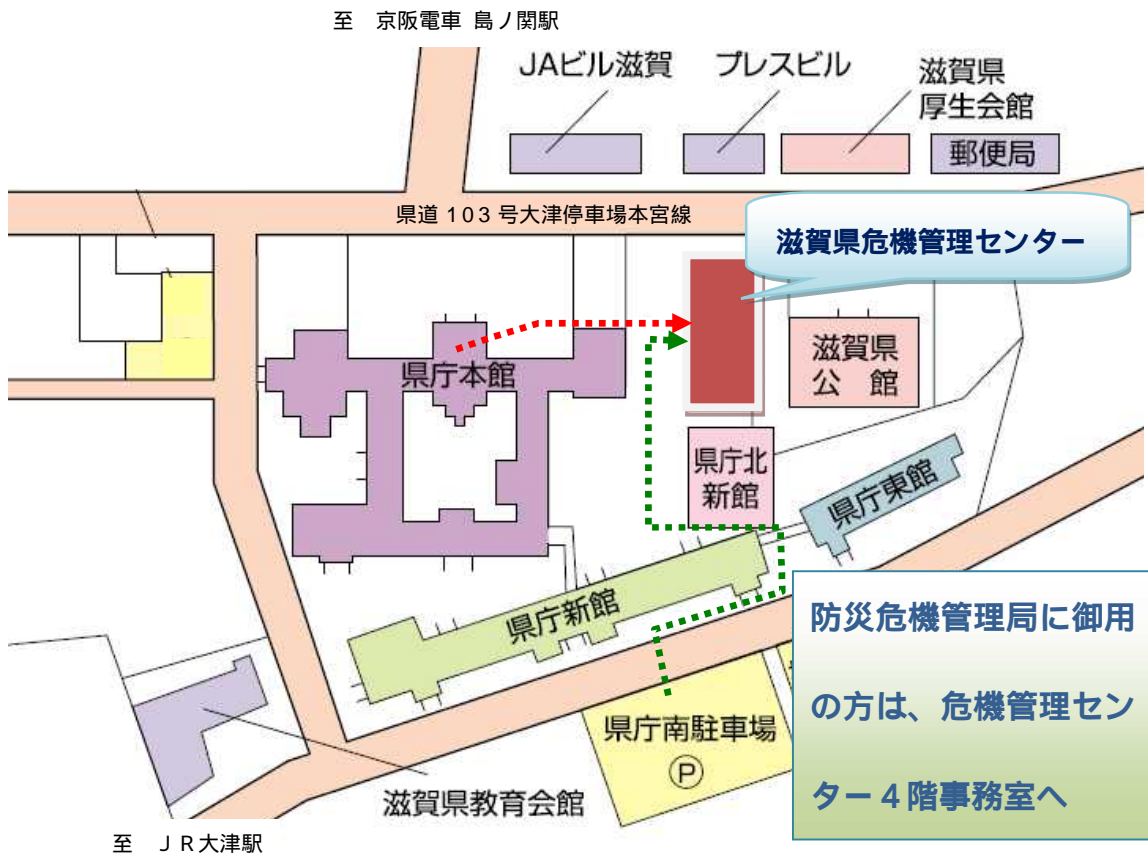 至 京阪電車 島ノ関駅
JAビル滋賀
プレスビル
滋賀県
厚生会館
郵便局
県道103号大津停車場本宮線
滋賀県危機管理センター
滋賀県
公 館
県庁本館
県庁北
新館
県庁東館
県庁新館
防災危機管理局に御用
の方は、危機管理セン
ター4階事務室へ
県庁南駐車場
P
滋賀県教育会館
至 JR大津駅